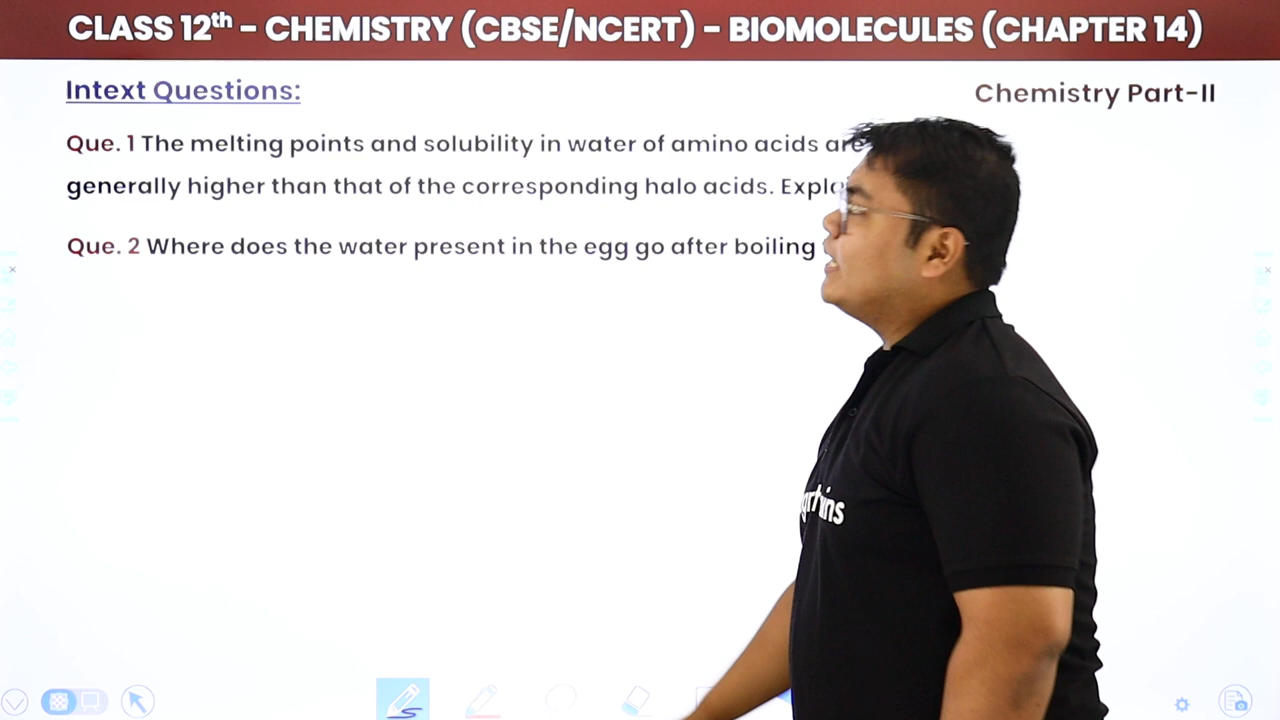 CLASS 12th - CHEMISTRY (CBSE/NCERT) - BIOMOLECULES (CHAPTER 14)
Intext Questions:
Chemistry Part-II
Que. 1 The melting points and solubility in water of amino acids are
generally higher than that of the corresponding halo acids.
Que. 2 Where does the water present in the egg go after boiling